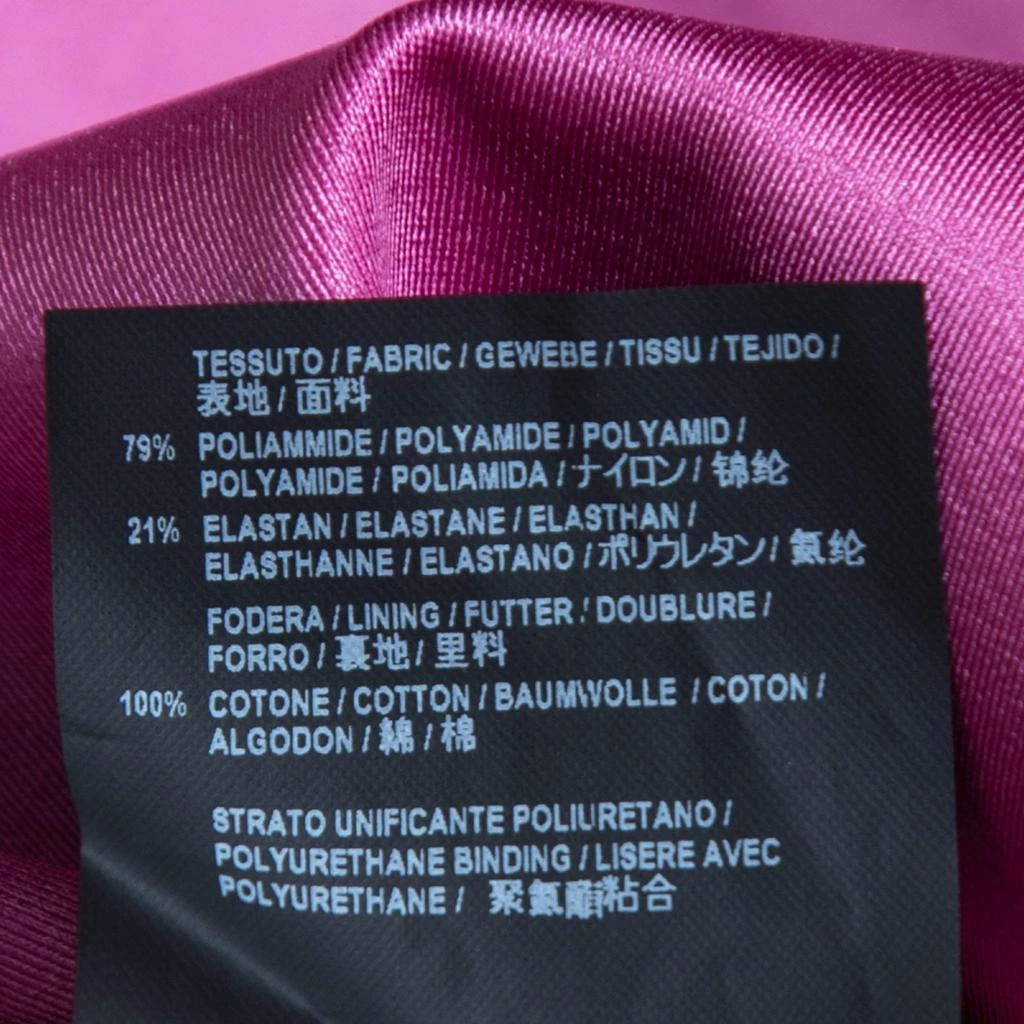 TESSUTO / FABRIC / GEWEBE / TISSU / TEJIDO /
表地 / 面料
79% POLIAMMIDE / POLYAMIDE / POLYAMID /
POLYAMIDE / POLIAMIDA / ナイロン / 锦纶
21% ELASTAN / ELASTANE / ELASTHAN /
ELASTHANNE / ELASTANO / ポリウレタン / 氨纶
FODERA / LINING / FUTTER / DOUBLURE /
FORRO / 裏地 / 里料
100% COTONE / COTTON / BAUMWOLLE / COTON /
ALGODON / 綿 / 棉
STRATO UNIFICANTE POLIURETANO /
POLYURETHANE BINDING / LISERE AVEC
POLYURETHANE / 聚氨酯粘合